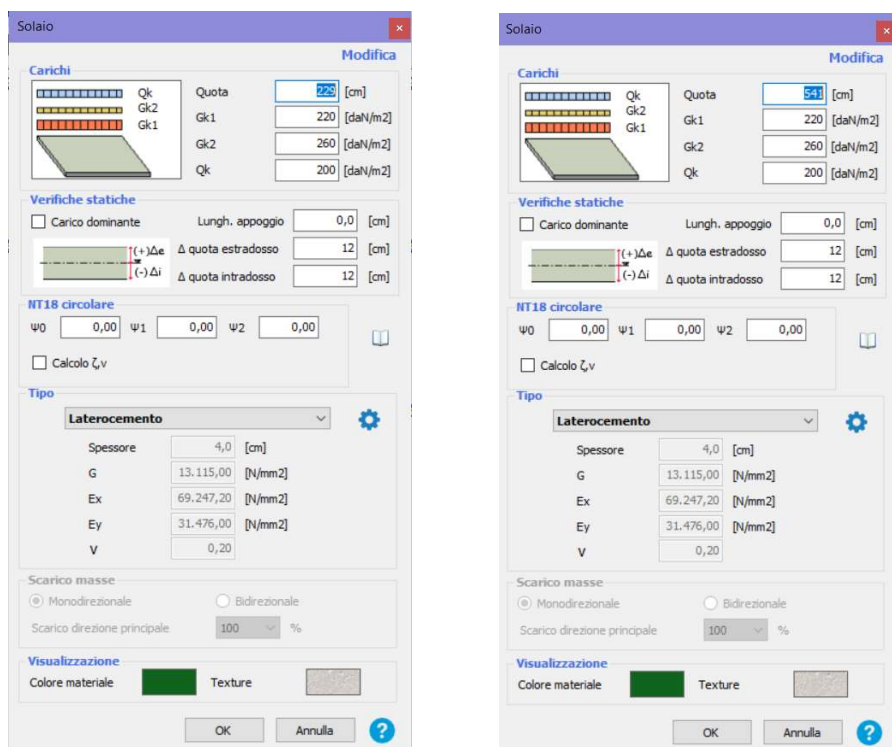 Solaio
×
Modifica
Carichi
Qk
Gk2
Gk1
Quota 229 [cm]
Gk1 220 [daN/m2]
Gk2 260 [daN/m2]
Qk 200 [daN/m2]
Verifiche statiche
Carico dominante Lungh. appoggio 0,0 [cm]
(+)Δe Δ quota estradosso 12 [cm]
(-)Δi Δ quota intradosso 12 [cm]
NT18 circolare
Ψ0 0,00 Ψ1 0,00 Ψ2 0,00
Calcolo ζ,v
Tipo
Laterocemento
Spessore 4,0 [cm]
G 13.115,00 [N/mm2]
Ex 69.247,20 [N/mm2]
Ey 31.476,00 [N/mm2]
V 0,20
Scarico masse
Monodirezionale Bidirezionale
Scarico direzione principale 100 %
Visualizzazione
Colore materiale Texture
OK Annulla ?
Solaio
×
Modifica
Carichi
Qk
Gk2
Gk1
Quota 541 [cm]
Gk1 220 [daN/m2]
Gk2 260 [daN/m2]
Qk 200 [daN/m2]
Verifiche statiche
Carico dominante Lungh. appoggio 0,0 [cm]
(+)Δe Δ quota estradosso 12 [cm]
(-)Δi Δ quota intradosso 12 [cm]
NT18 circolare
Ψ0 0,00 Ψ1 0,00 Ψ2 0,00
Calcolo ζ,v
Tipo
Laterocemento
Spessore 4,0 [cm]
G 13.115,00 [N/mm2]
Ex 69.247,20 [N/mm2]
Ey 31.476,00 [N/mm2]
V 0,20
Scarico masse
Monodirezionale Bidirezionale
Scarico direzione principale 100 %
Visualizzazione
Colore materiale Texture
OK Annulla ?